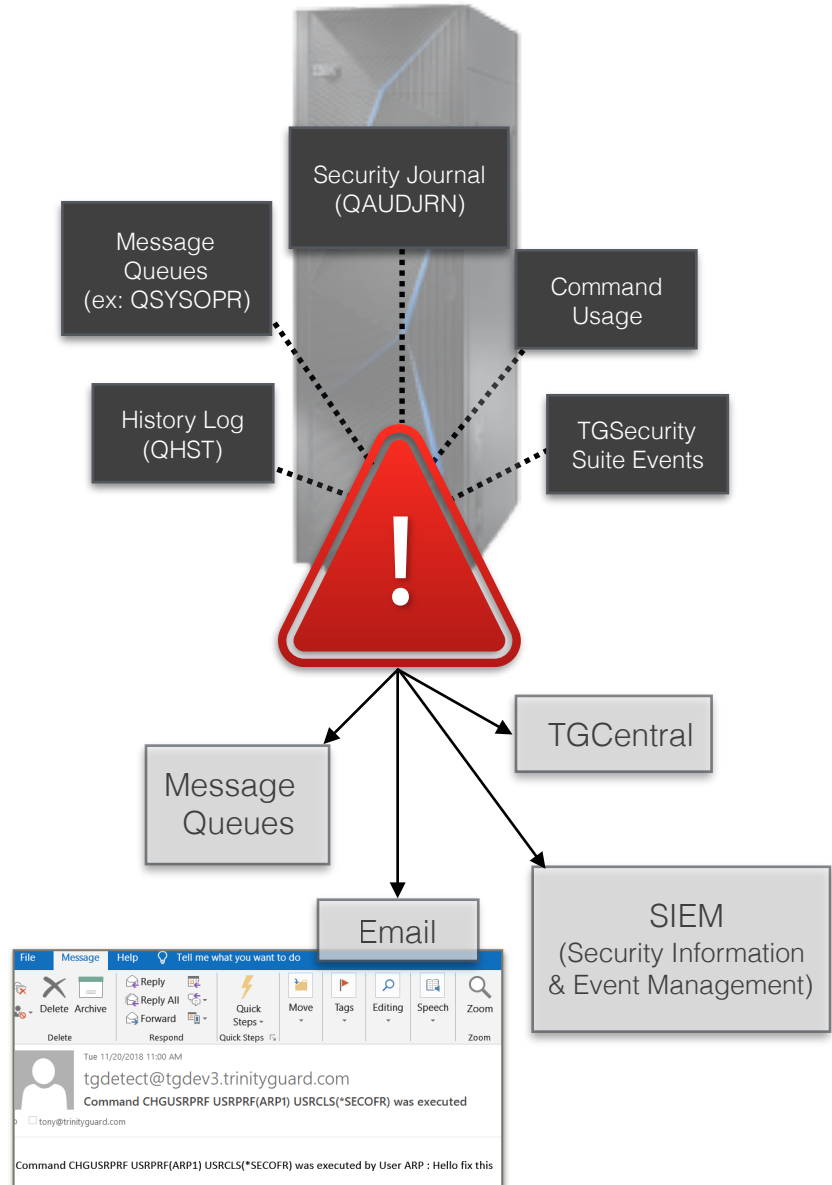 IBM
Security Journal
(QAUDJRN)
Message
Queues
(ex: QSYSOPR)
Command
Usage
History Log
(QHST)
TGSecurity
Suite Events
!
TGCentral
Message
Queues
Email
SIEM
(Security Information
& Event Management)
File Message Help Tell me what you want to do
Delete Archive
Reply
Reply All
Forward
Quick
Steps
Move
Tags
Editing
Speech
Zoom
Delete
Respond
Quick Steps
Zoom
Tue 11/20/2018 11:00 AM
tgdetect@tgdev3.trinityguard.com
Command CHGUSRPRF USRPRF(ARP1) USRCLS(*SECOFR) was executed
tony@trinityguard.com
Command CHGUSRPRF USRPRF(ARP1) USRCLS(*SECOFR) was executed by User ARP : Hello fix this